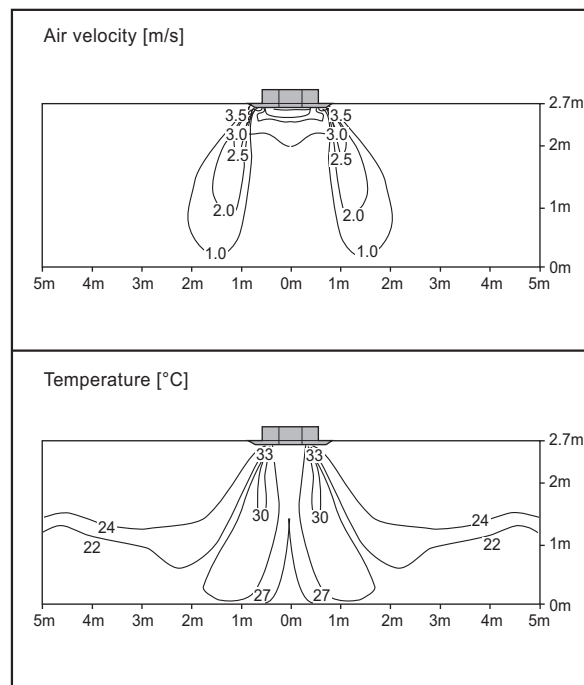 Air velocity [m/s]
2.7m
3.5 3.5
3.0 3.0
2m
2.5 2.5
2.0 2.0
1m
1.0 1.0
0m
5m 4m 3m 2m 1m 0m 1m 2m 3m 4m 5m
Temperature [°C]
2.7m
33 33
2m
30 30
24 24
22 22
1m
27 27
0m
5m 4m 3m 2m 1m 0m 1m 2m 3m 4m 5m